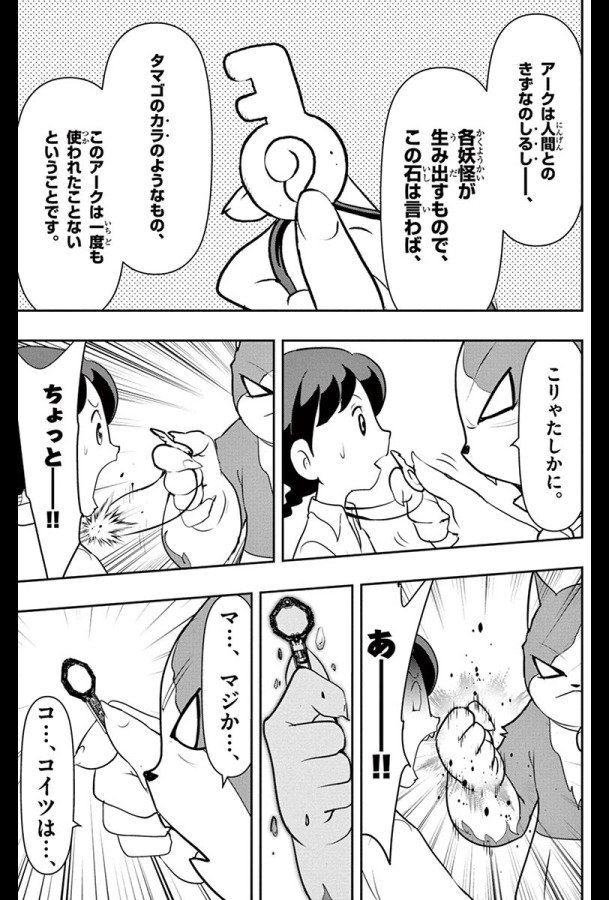 アークは人間との
きずなのしるし――、
各妖怪が
生み出すもので、
この石は言わば、
タマゴのカラのようなもの、
このアークは一度も
使われたことない
ということです。
こりゃたしかに。
ちょっと――!!
あ――!!
マ…、マジか…、
コ…、コイツは…、